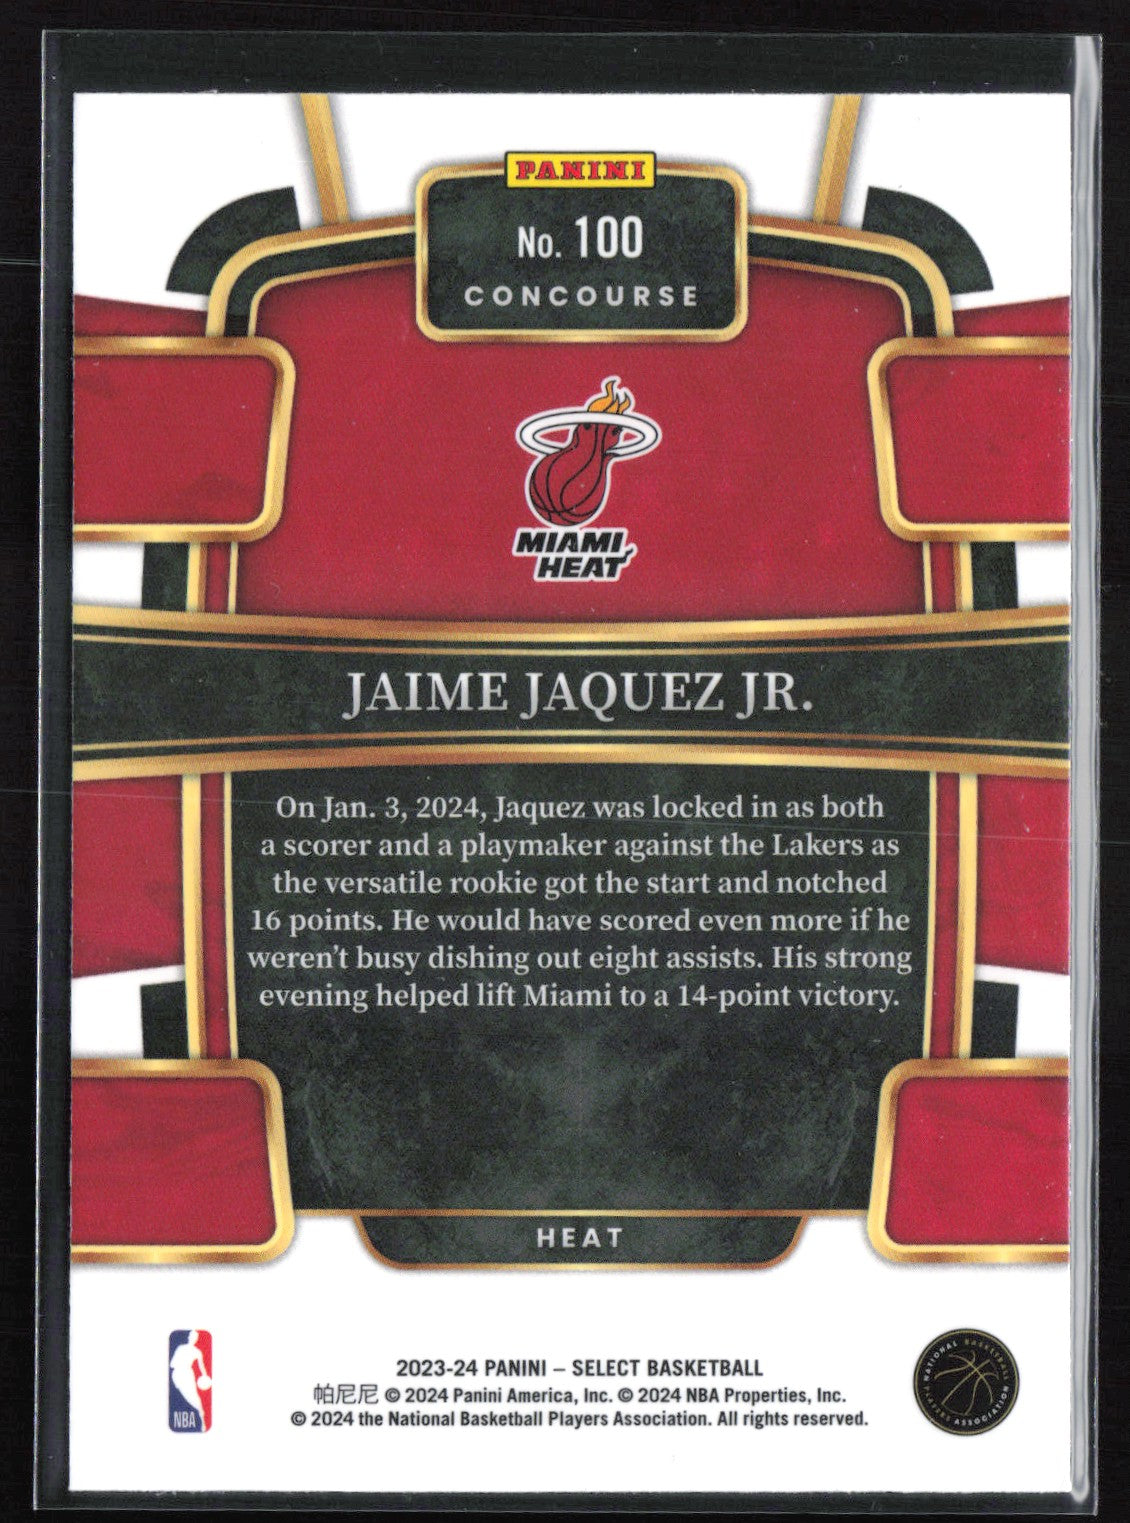 PANINI
No. 100
CONCOURSE
MIAMI
HEAT
JAIME JAQUEZ JR.
On Jan. 3, 2024, Jaquez was locked in as both
a scorer and a playmaker against the Lakers as
the versatile rookie got the start and notched
16 points. He would have scored even more if he
weren't busy dishing out eight assists. His strong
evening helped lift Miami to a 14-point victory.
HEAT
NBA
2023-24 PANINI – SELECT BASKETBALL
帕尼尼 © 2024 Panini America, Inc. © 2024 NBA Properties, Inc.
© 2024 the National Basketball Players Association. All rights reserved.
NATIONAL BASKETBALL PLAYERS ASSOCIATION